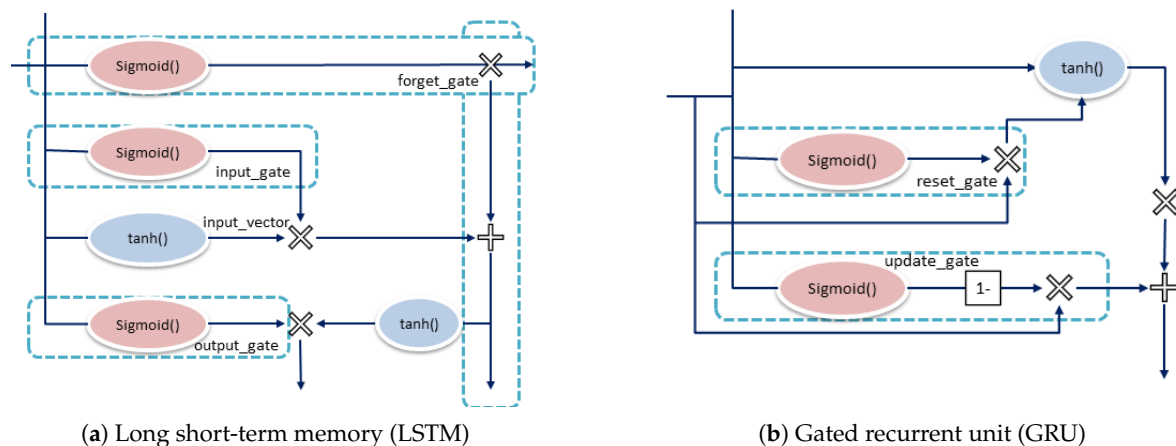 Sigmoid()
forget_gate
Sigmoid()
input_gate
input_vector
tanh()
Sigmoid()
tanh()
output_gate
(a) Long short-term memory (LSTM)
tanh()
Sigmoid()
reset_gate
update_gate
Sigmoid()
1-
(b) Gated recurrent unit (GRU)